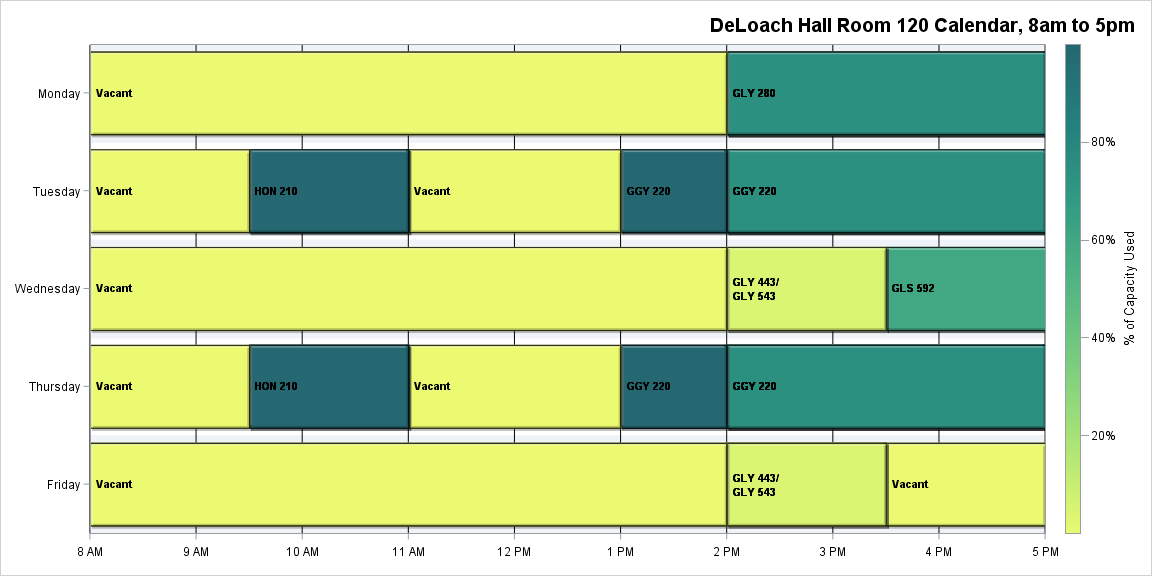 DeLoach Hall Room 120 Calendar, 8am to 5pm
Monday
Vacant
GLY 280
Tuesday
Vacant
HON 210
Vacant
GGY 220
GGY 220
Wednesday
Vacant
GLY 443/
GLY 543
GLS 592
Thursday
Vacant
HON 210
Vacant
GGY 220
GGY 220
Friday
Vacant
GLY 443/
GLY 543
Vacant
8 AM
9 AM
10 AM
11 AM
12 PM
1 PM
2 PM
3 PM
4 PM
5 PM
80%
60%
40%
20%
% of Capacity Used